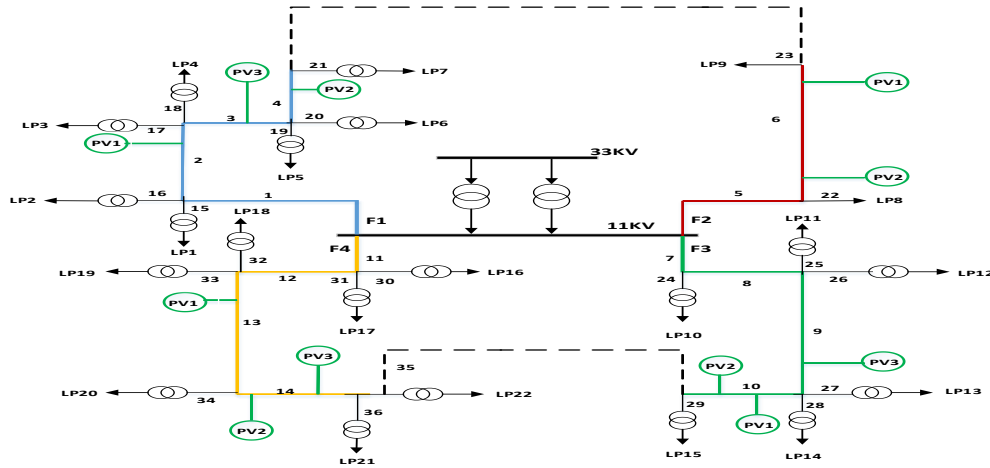 23
LP9
PV1
21
LP7
LP4
PV3
PV2
4
18
3
20
LP6
6
LP3
17
19
PV1
2
33KV
LP5
PV2
16
1
5
22
LP2
LP8
15
LP18
LP11
F1
11KV
F2
LP1
F4
F3
32
11
7
25
LP19
LP16
LP12
33
12
31
30
24
8
26
PV1
13
LP17
LP10
9
PV3
35
PV3
PV2
14
10
27
LP20
LP22
LP13
34
36
29
28
PV2
PV1
LP21
LP15
LP14